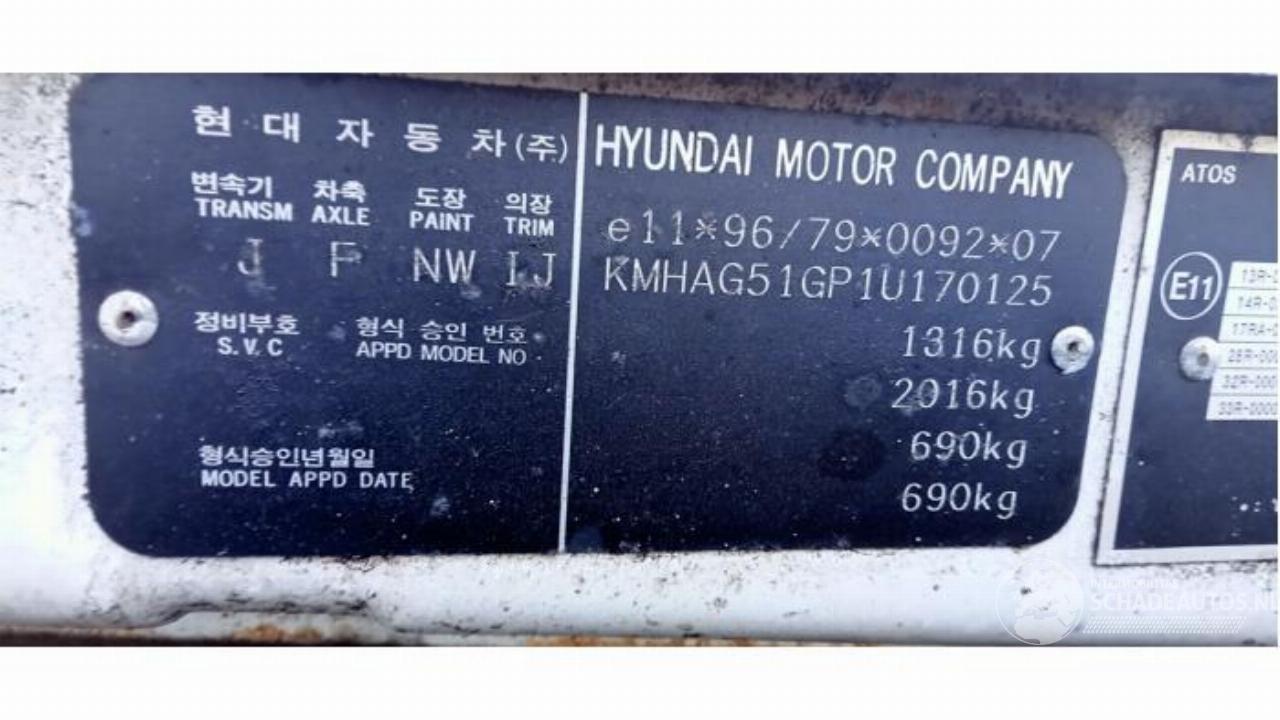 현대자동차(주)
변속기 차축 도장 의장
TRANSM AXLE PAINT TRIM
J F NW IJ
정비부호 형식 승인 번호
S.V.C APPD MODEL NO
형식승인년월일
MODEL APPD DATE
HYUNDAI MOTOR COMPANY
e11*96/79*0092*07
KMHAG51GP1U170125
1316kg
2016kg
690kg
690kg
ATOS
E11
SCHADEAUTOS.NL